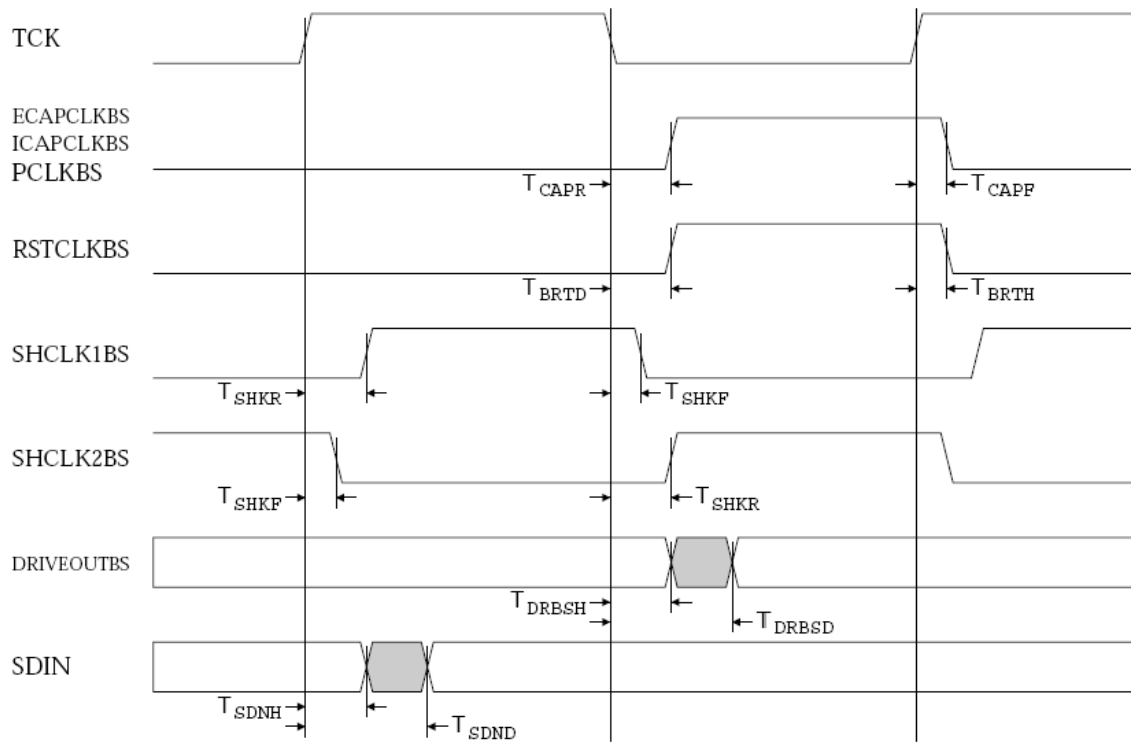 TCK
ECAPCLKBS
ICAPCLKBS
PCLKBS
TCAPR
TCAPF
RSTCLKBS
TBRTD
TBRTH
SHCLK1BS
TSHKR
TSHKF
SHCLK2BS
TSHKF
TSHKR
DRIVEOUTBS
TDRBSH
TDRBSD
SDIN
TSDNH
TSDND